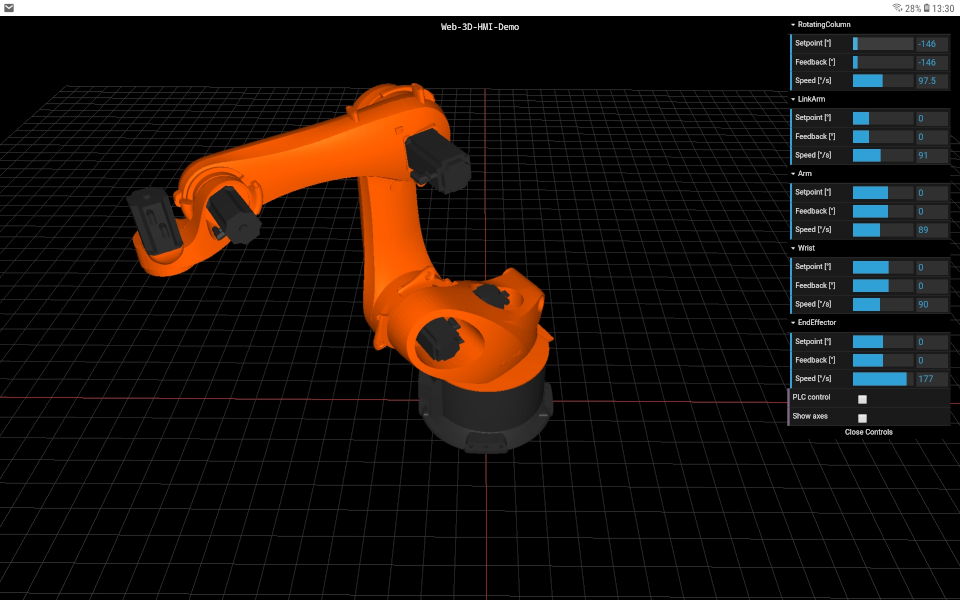 28% 13:30
Web-3D-HMI-Demo
RotatingColumn
Setpoint [°] -146
Feedback [°] -146
Speed [°/s] 97.5
LinkArm
Setpoint [°] 0
Feedback [°] 0
Speed [°/s] 91
Arm
Setpoint [°] 0
Feedback [°] 0
Speed [°/s] 89
Wrist
Setpoint [°] 0
Feedback [°] 0
Speed [°/s] 90
EndEffector
Setpoint [°] 0
Feedback [°] 0
Speed [°/s] 177
PLC control
Show axes
Close Controls